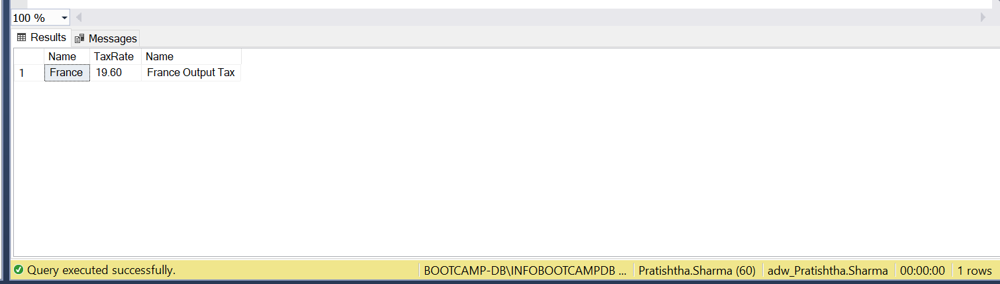 100 %
Results Messages
Name TaxRate Name
1 France 19.60 France Output Tax
Query executed successfully. BOOTCAMP-DB\INFOBOOTCAMPDB ... Pratishtha.Sharma (60) adw_Pratishtha.Sharma 00:00:00 1 rows